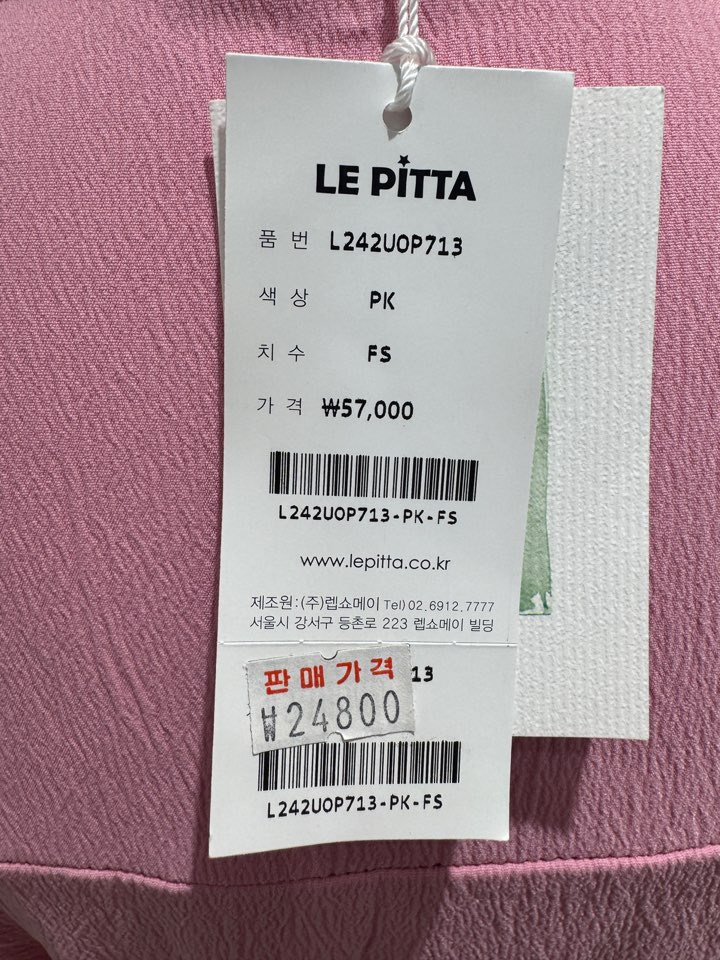 LE PITTA
품 번 L242UOP713
색 상 PK
치 수 FS
가 격 ₩57,000
L242UOP713-PK-FS
www.lepitta.co.kr
제조원:(주)렙쇼메이 Tel)02.6912.7777
서울시 강서구 등촌로 223 렙쇼메이 빌딩
판매가격 13
₩24800
L242UOP713-PK-FS